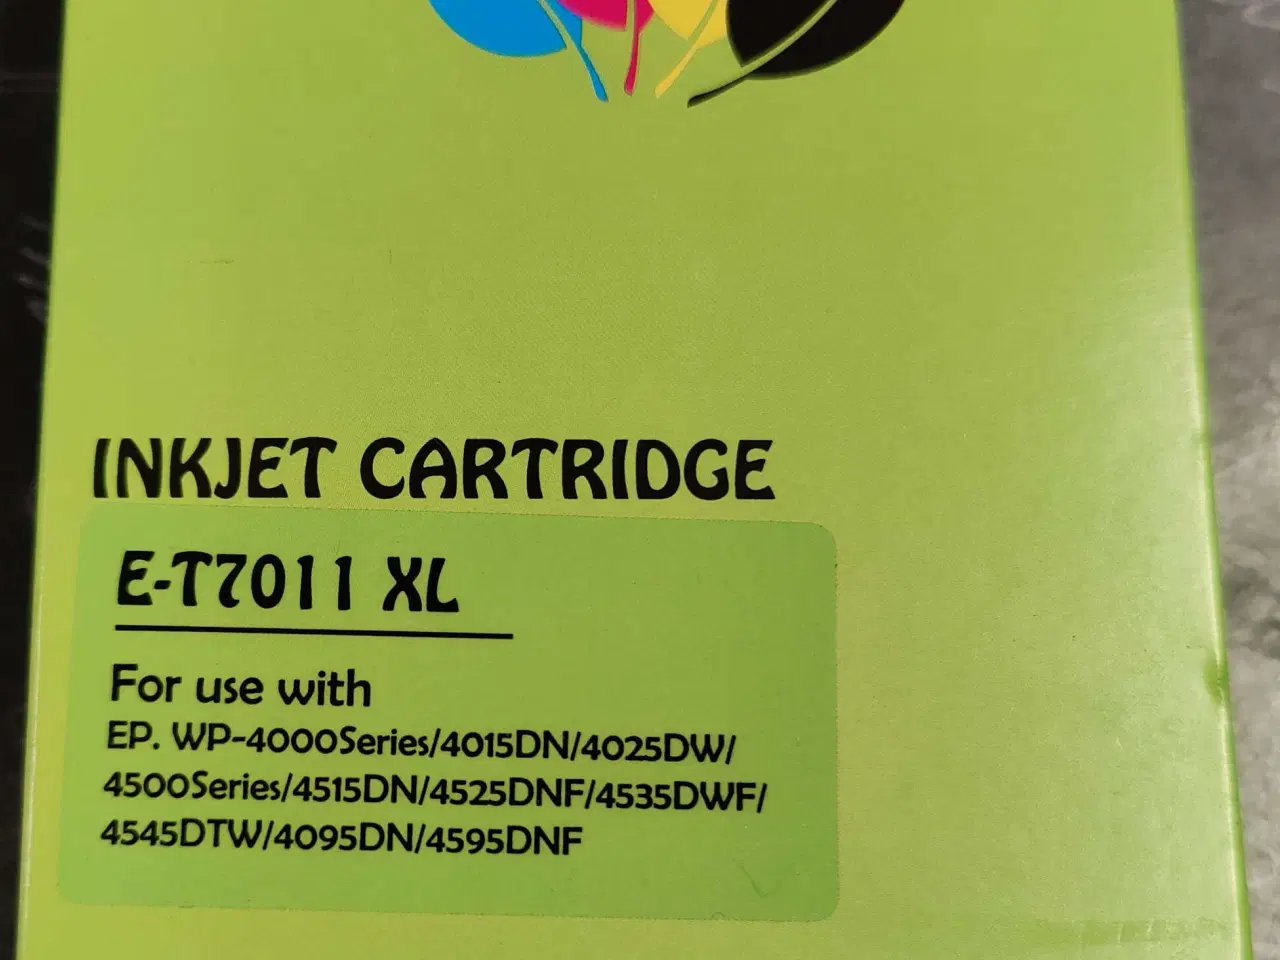 INKJET CARTRIDGE
E-T7011 XL
For use with
EP. WP-4000Series/4015DN/4025DW/
4500Series/4515DN/4525DNF/4535DWF/
4545DTW/4095DN/4595DNF